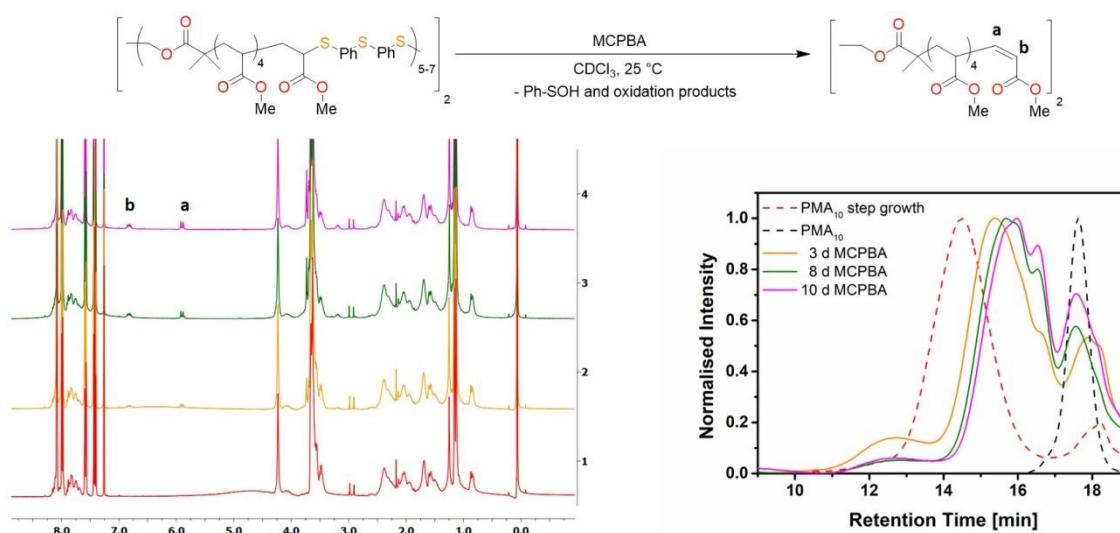 O
O
4
O
O
Me
O
O
Me
S
Ph
S
Ph
S
5-7
2
MCPBA
CDCl₃, 25 °C
- Ph-SOH and oxidation products
O
O
4
a
b
O
O
Me
O
O
Me
2
b
a
4
3
2
1
8.0 7.0 6.0 5.0 4.0 3.0 2.0 1.0 0.0
Normalised Intensity
1.0
0.8
0.6
0.4
0.2
0.0
PMA₁₀ step growth
PMA₁₀
3 d MCPBA
8 d MCPBA
10 d MCPBA
10 12 14 16 18
Retention Time [min]